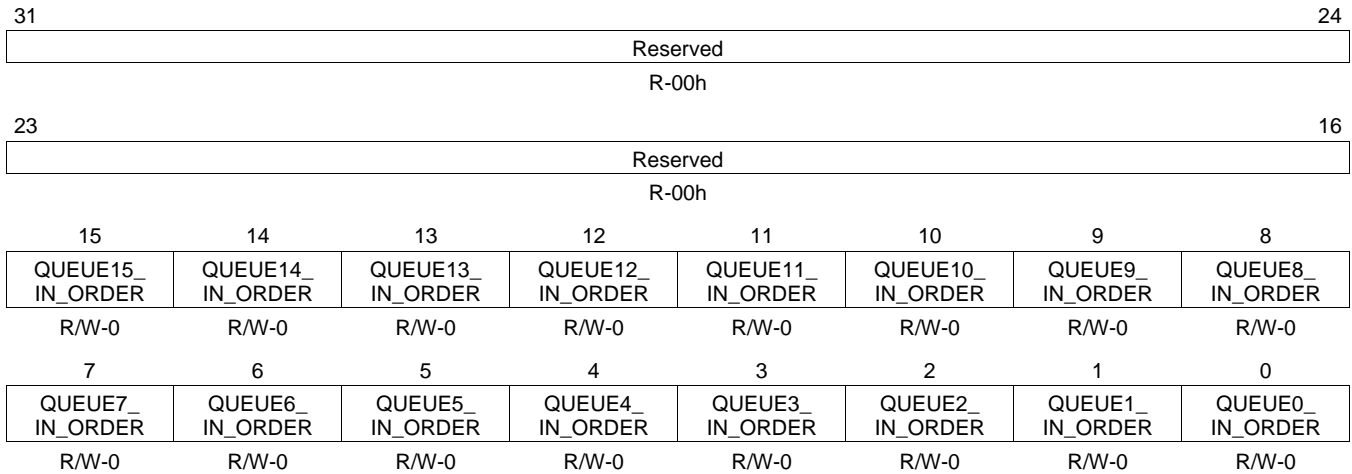 31 24
Reserved
R-00h
23 16
Reserved
R-00h
15 14 13 12 11 10 9 8
QUEUE15_ QUEUE14_ QUEUE13_ QUEUE12_ QUEUE11_ QUEUE10_ QUEUE9_ QUEUE8_
IN_ORDER IN_ORDER IN_ORDER IN_ORDER IN_ORDER IN_ORDER IN_ORDER IN_ORDER
R/W-0 R/W-0 R/W-0 R/W-0 R/W-0 R/W-0 R/W-0 R/W-0
7 6 5 4 3 2 1 0
QUEUE7_ QUEUE6_ QUEUE5_ QUEUE4_ QUEUE3_ QUEUE2_ QUEUE1_ QUEUE0_
IN_ORDER IN_ORDER IN_ORDER IN_ORDER IN_ORDER IN_ORDER IN_ORDER IN_ORDER
R/W-0 R/W-0 R/W-0 R/W-0 R/W-0 R/W-0 R/W-0 R/W-0